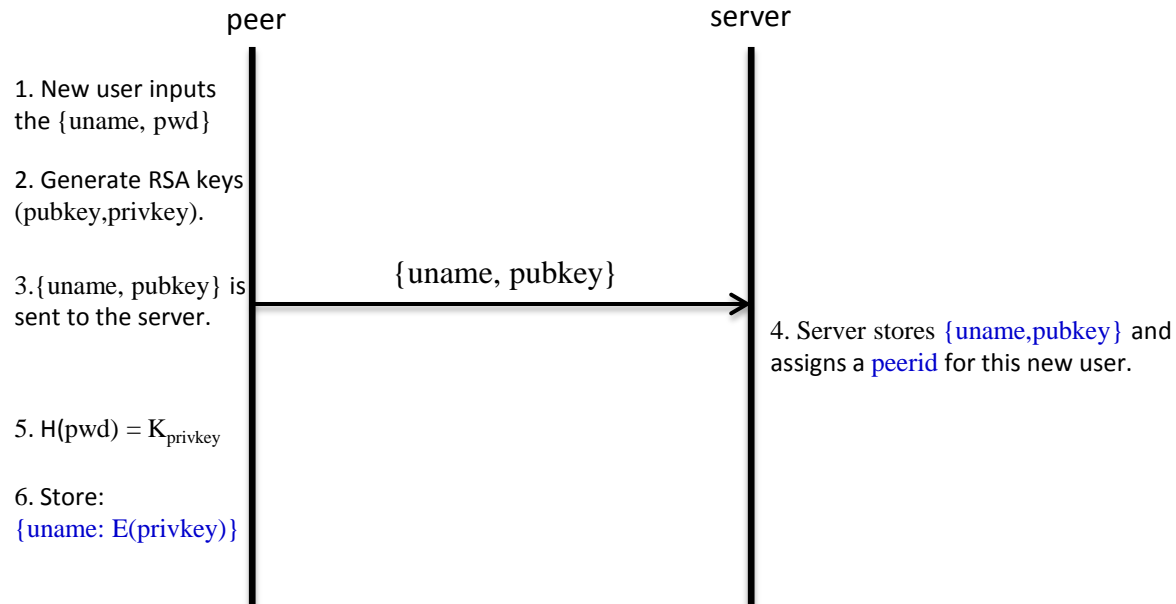 peer
server
1. New user inputs
the {uname, pwd}
2. Generate RSA keys
(pubkey,privkey).
3.{uname, pubkey} is
sent to the server.
{uname, pubkey}
4. Server stores {uname,pubkey} and
assigns a peerid for this new user.
5. H(pwd) = Kprivkey
6. Store:
{uname: E(privkey)}